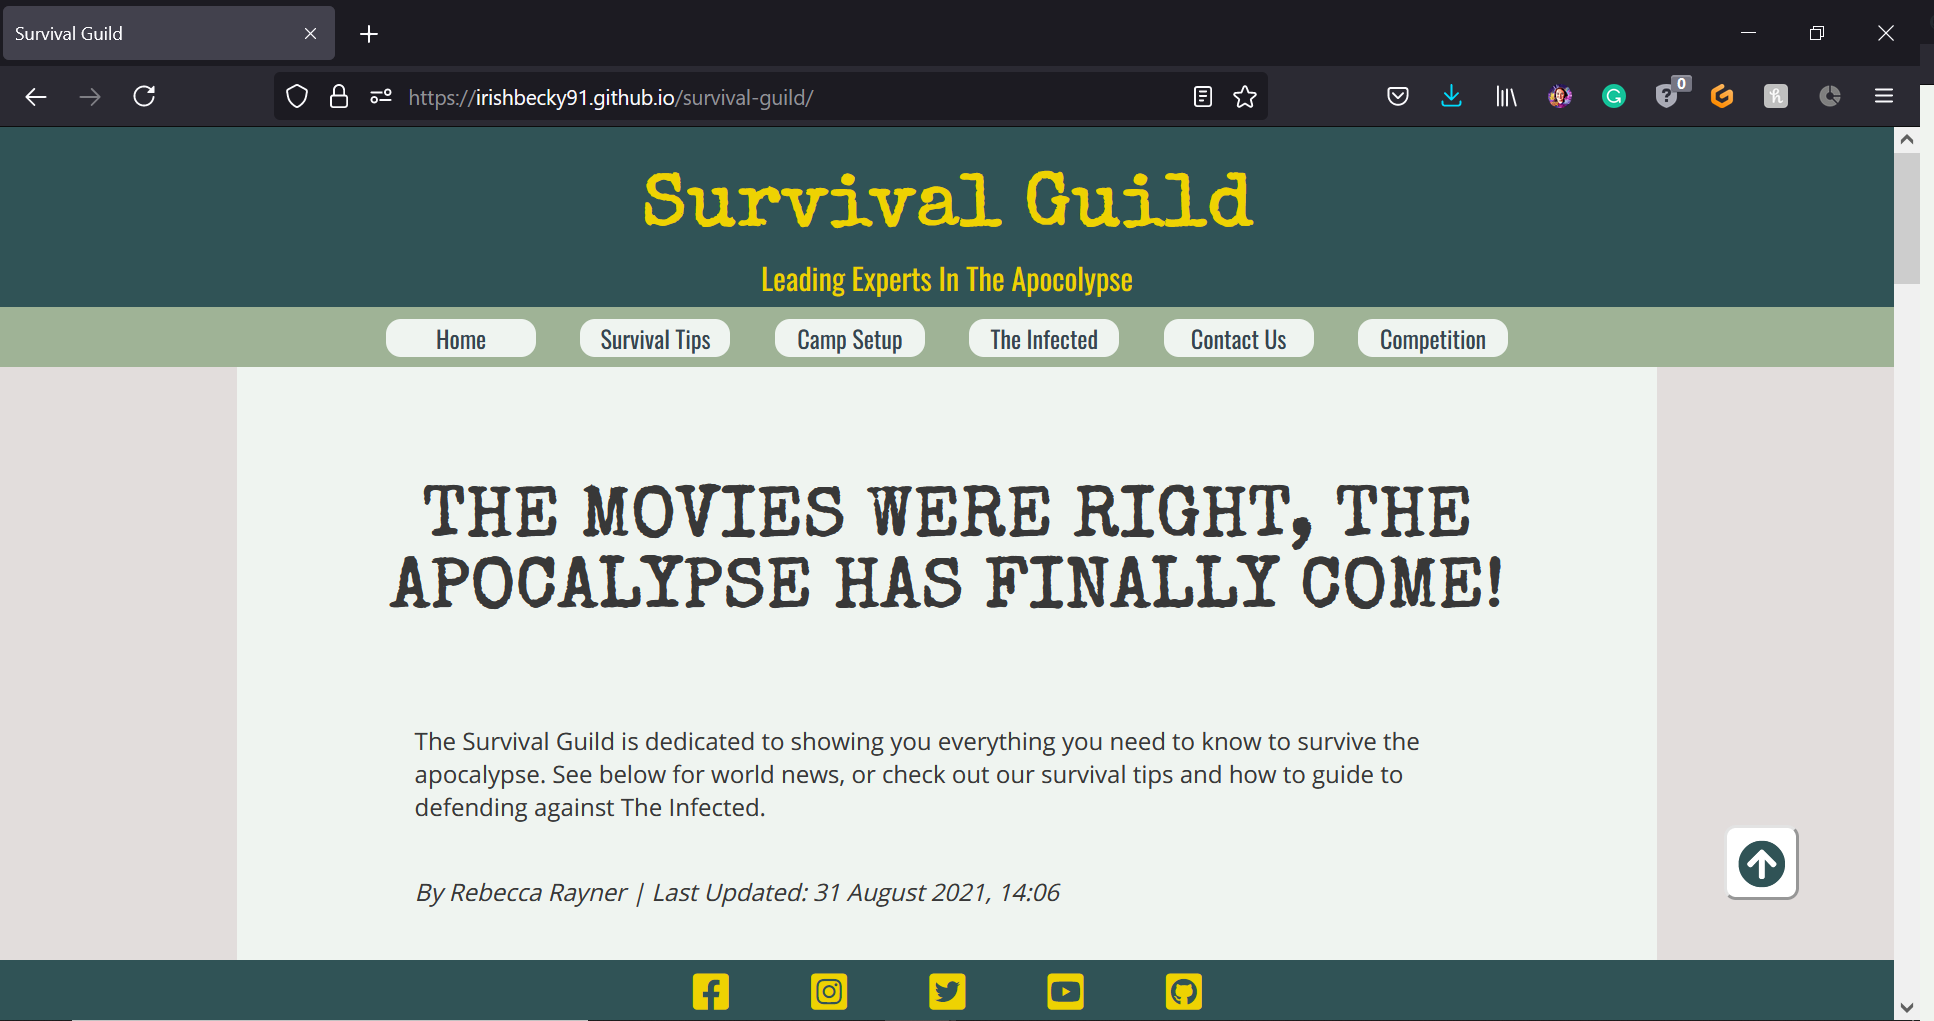 Survival Guild
https://irishbecky91.github.io/survival-guild/
0
Survival Guild
Leading Experts In The Apocolypse
Home Survival Tips Camp Setup The Infected Contact Us Competition
THE MOVIES WERE RIGHT, THE
APOCALYPSE HAS FINALLY COME!
The Survival Guild is dedicated to showing you everything you need to know to survive the
apocalypse. See below for world news, or check out our survival tips and how to guide to
defending against The Infected.
By Rebecca Rayner | Last Updated: 31 August 2021, 14:06